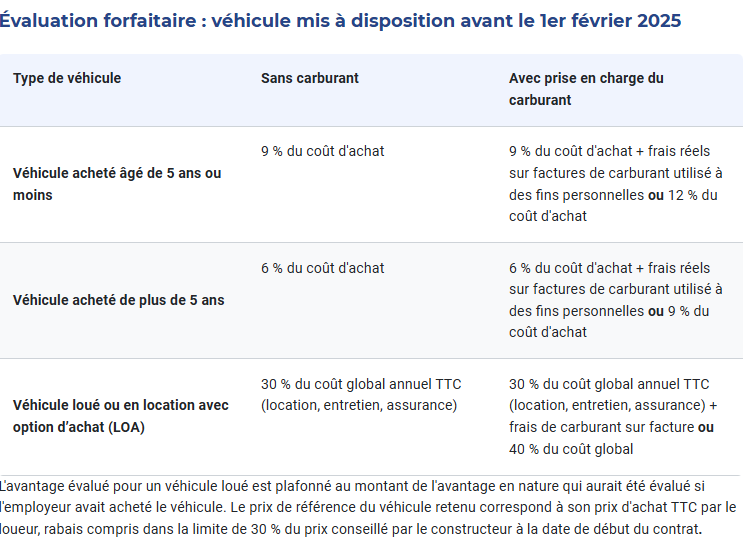 Évaluation forfaitaire : véhicule mis à disposition avant le 1er février 2025
Type de véhicule
Sans carburant
Avec prise en charge du
carburant
Véhicule acheté âgé de 5 ans ou
moins
9 % du coût d'achat
9 % du coût d'achat + frais réels
sur factures de carburant utilisé à
des fins personnelles ou 12 % du
coût d'achat
Véhicule acheté de plus de 5 ans
6 % du coût d'achat
6 % du coût d'achat + frais réels
sur factures de carburant utilisé à
des fins personnelles ou 9 % du
coût d'achat
Véhicule loué ou en location avec
option d’achat (LOA)
30 % du coût global annuel TTC
(location, entretien, assurance)
30 % du coût global annuel TTC
(location, entretien, assurance) +
frais de carburant sur facture ou
40 % du coût global
L'avantage évalué pour un véhicule loué est plafonné au montant de l'avantage en nature qui aurait été évalué si
l'employeur avait acheté le véhicule. Le prix de référence du véhicule retenu correspond à son prix d'achat TTC par le
loueur, rabais compris dans la limite de 30 % du prix conseillé par le constructeur à la date de début du contrat.